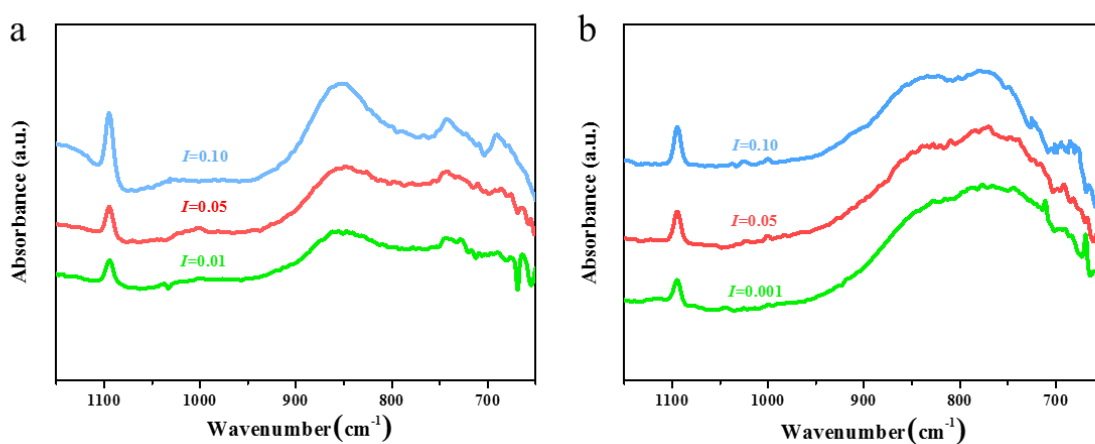 a
Absorbance (a.u.)
I=0.10
I=0.05
I=0.01
1100 1000 900 800 700
Wavenumber (cm-1)
b
Absorbance (a.u.)
I=0.10
I=0.05
I=0.001
1100 1000 900 800 700
Wavenumber (cm-1)